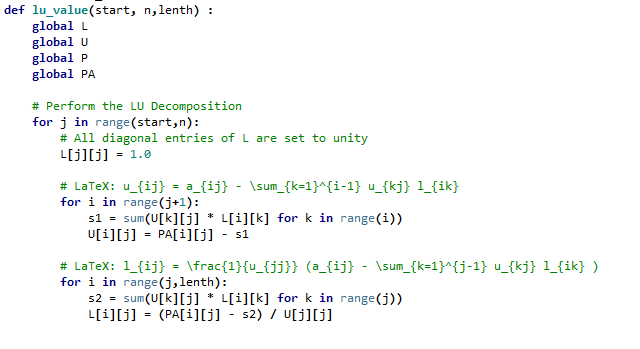 def lu_value(start, n,lenth) :
    global L
    global U
    global P
    global PA
    # Perform the LU Decomposition
    for j in range(start,n):
        # All diagonal entries of L are set to unity
        L[j][j] = 1.0
        # LaTeX: u_{ij} = a_{ij} - \sum_{k=1}^{i-1} u_{kj} l_{ik}
        for i in range(j+1):
            s1 = sum(U[k][j] * L[i][k] for k in range(i))
            U[i][j] = PA[i][j] - s1
        # LaTeX: l_{ij} = \frac{1}{u_{jj}} (a_{ij} - \sum_{k=1}^{j-1} u_{kj} l_{ik} )
        for i in range(j,lenth):
            s2 = sum(U[k][j] * L[i][k] for k in range(j))
            L[i][j] = (PA[i][j] - s2) / U[j][j]